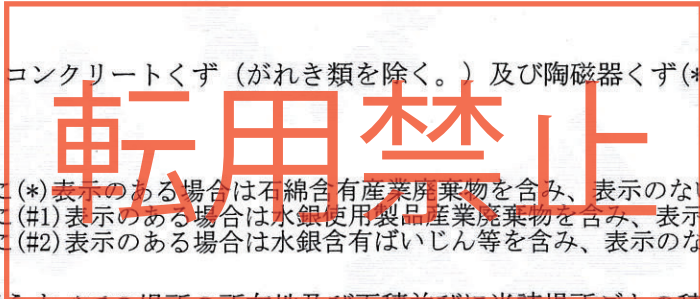 コンクリートくず（がれき類を除く。）及び陶磁器くず(*
転用禁止
に(*)表示のある場合は石綿含有産業廃棄物を含み、表示のな
に(#1)表示のある場合は水銀使用製品産業廃棄物を含み、表示
に(#2)表示のある場合は水銀含有ばいじん等を含み、表示のな